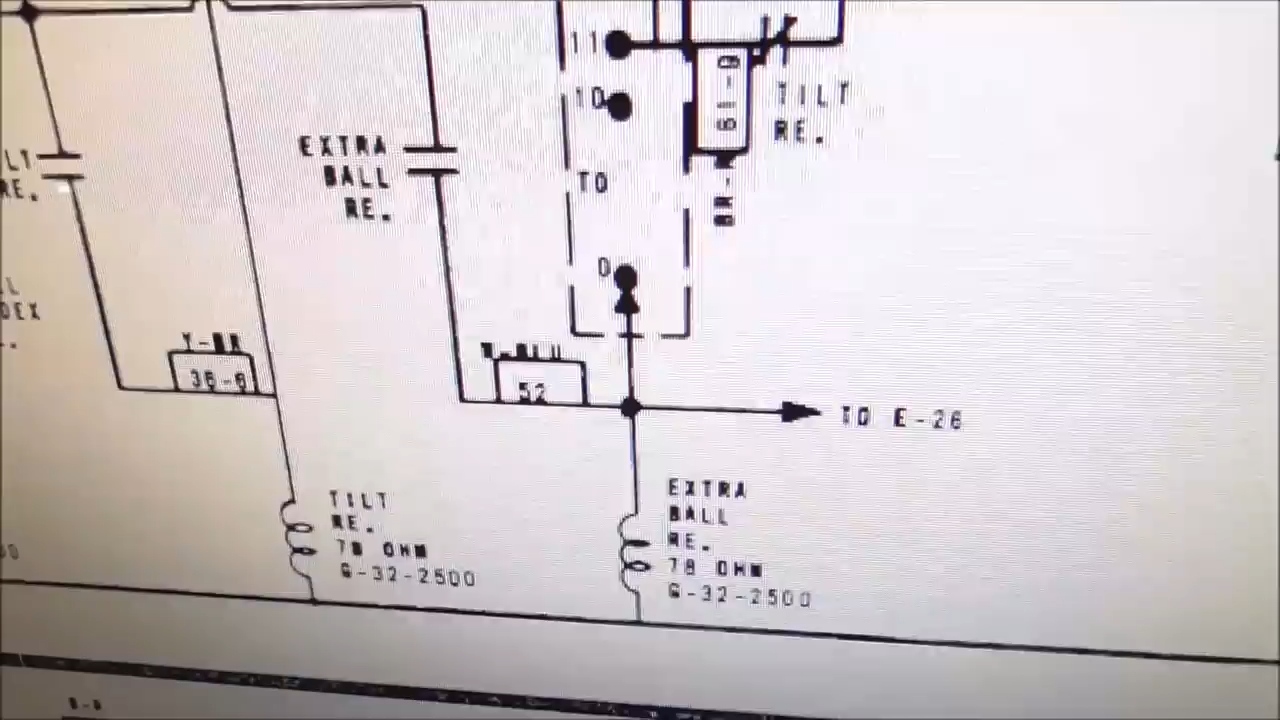 11
10
TILT
RE.
EXTRA
BALL
RE.
TO
RE.
0
36-6
52
TO E-26
TILT
RE.
78 OHM
G-32-2500
EXTRA
BALL
RE.
78 OHM
G-32-2500